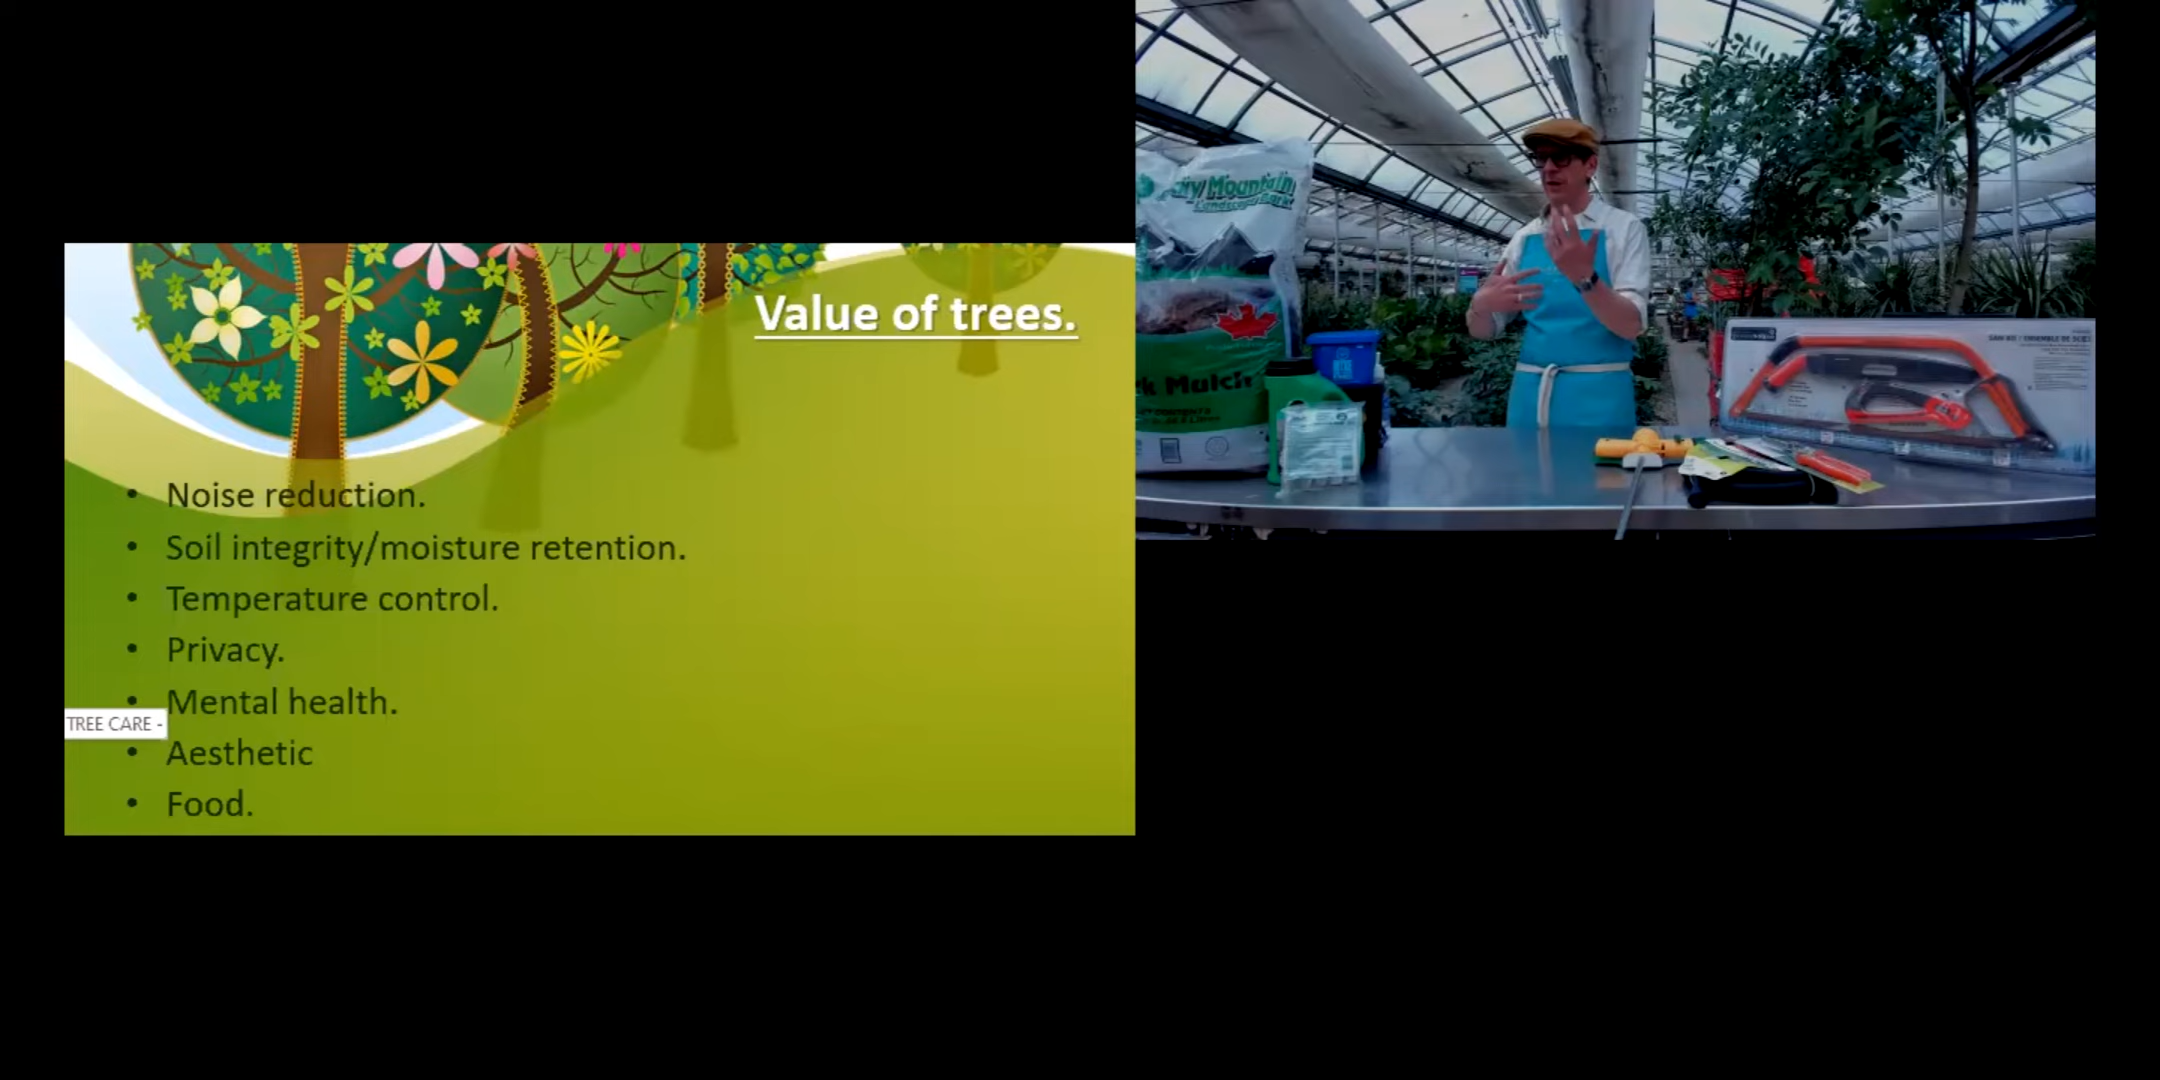 Value of trees.
• Noise reduction.
• Soil integrity/moisture retention.
• Temperature control.
• Privacy.
• Mental health.
TREE CARE -
• Aesthetic
• Food.
Mountain
Mulch
SAW KIT / ENSEMBLE DE SCIES